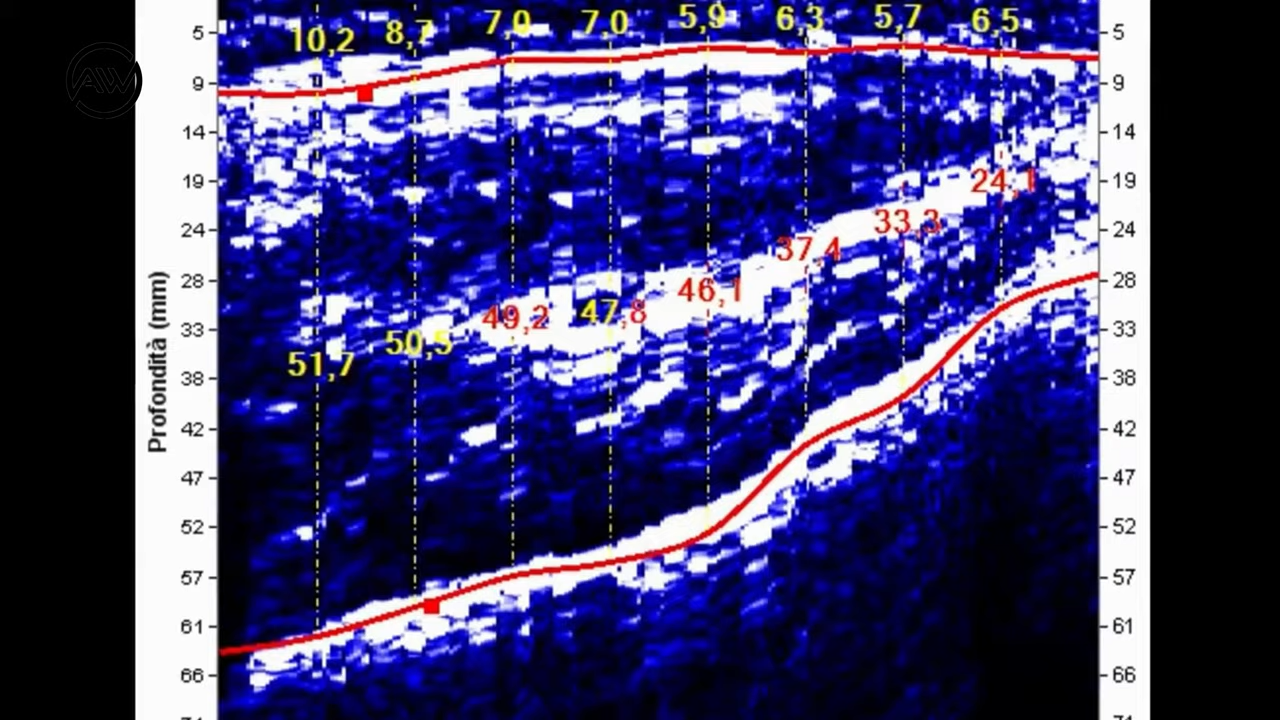 AW
10,2 8,7 7,0 7,0 5,9 6,3 5,7 6,5
5 5
9 9
14 14
19 24,1 19
24 33,3 24
37,4
28 46,1 28
33 49,2 47,8 33
50,5
51,7
38 38
42 42
47 47
52 52
57 57
61 61
66 66
Profondità (mm)